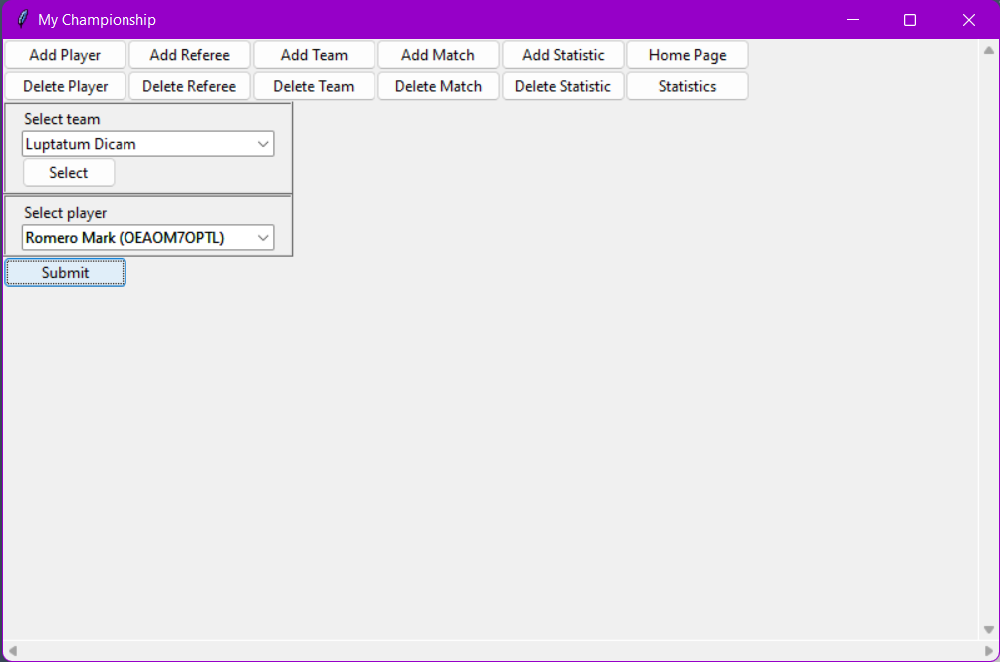 My Championship
Add Player Add Referee Add Team Add Match Add Statistic Home Page
Delete Player Delete Referee Delete Team Delete Match Delete Statistic Statistics
Select team
Luptatum Dicam
Select
Select player
Romero Mark (OEAOM7OPTL)
Submit